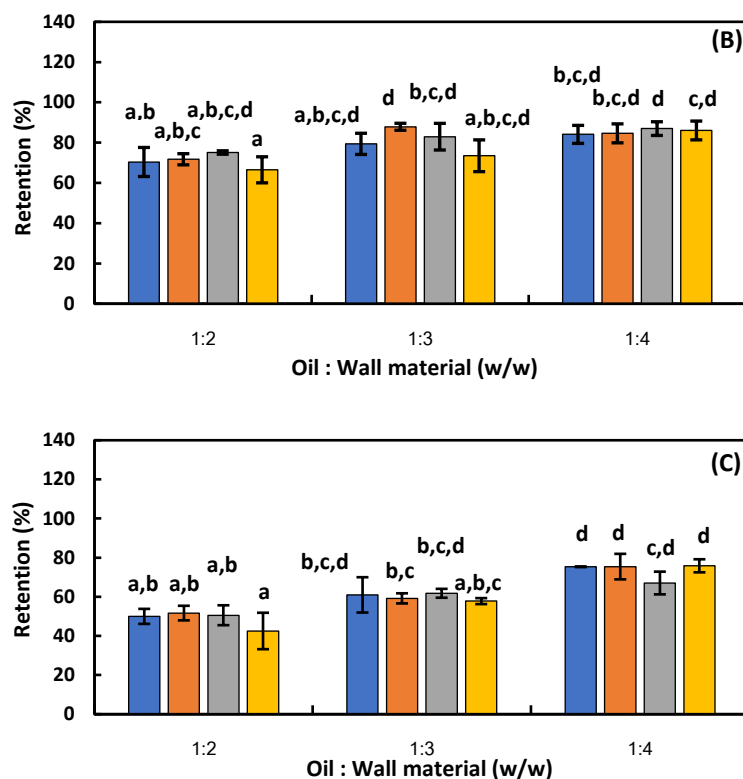 (B)
Retention (%)
140
120
100
80
60
40
20
0
a,b
a,b,c
a,b,c,d
a
a,b,c,d
d
b,c,d
a,b,c,d
b,c,d
b,c,d
d
c,d
1:2
1:3
1:4
Oil : Wall material (w/w)
(C)
Retention (%)
140
120
100
80
60
40
20
0
a,b
a,b
a,b
a
b,c,d
b,c
b,c,d
a,b,c
d
d
c,d
d
1:2
1:3
1:4
Oil : Wall material (w/w)